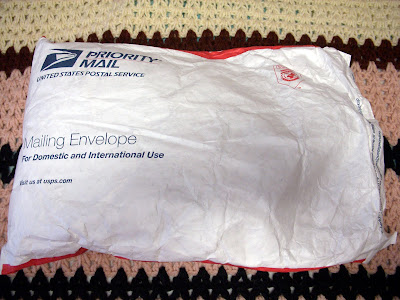 PRIORITY
MAIL
UNITED STATES POSTAL SERVICE
Mailing Envelope
For Domestic and International Use
Visit us at usps.com